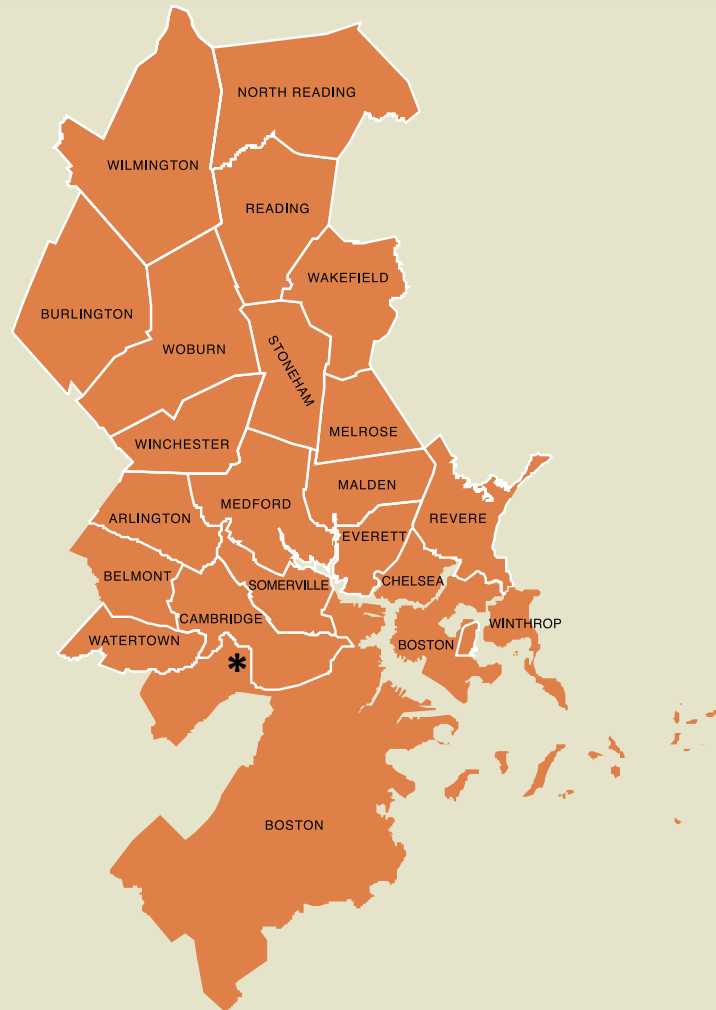 NORTH READING
WILMINGTON
READING
WAKEFIELD
BURLINGTON
WOBURN
STONEHAM
MELROSE
WINCHESTER
MALDEN
MEDFORD
ARLINGTON
REVERE
EVERETT
BELMONT
SOMERVILLE
CHELSEA
CAMBRIDGE
WINTHROP
WATERTOWN
BOSTON
*
BOSTON